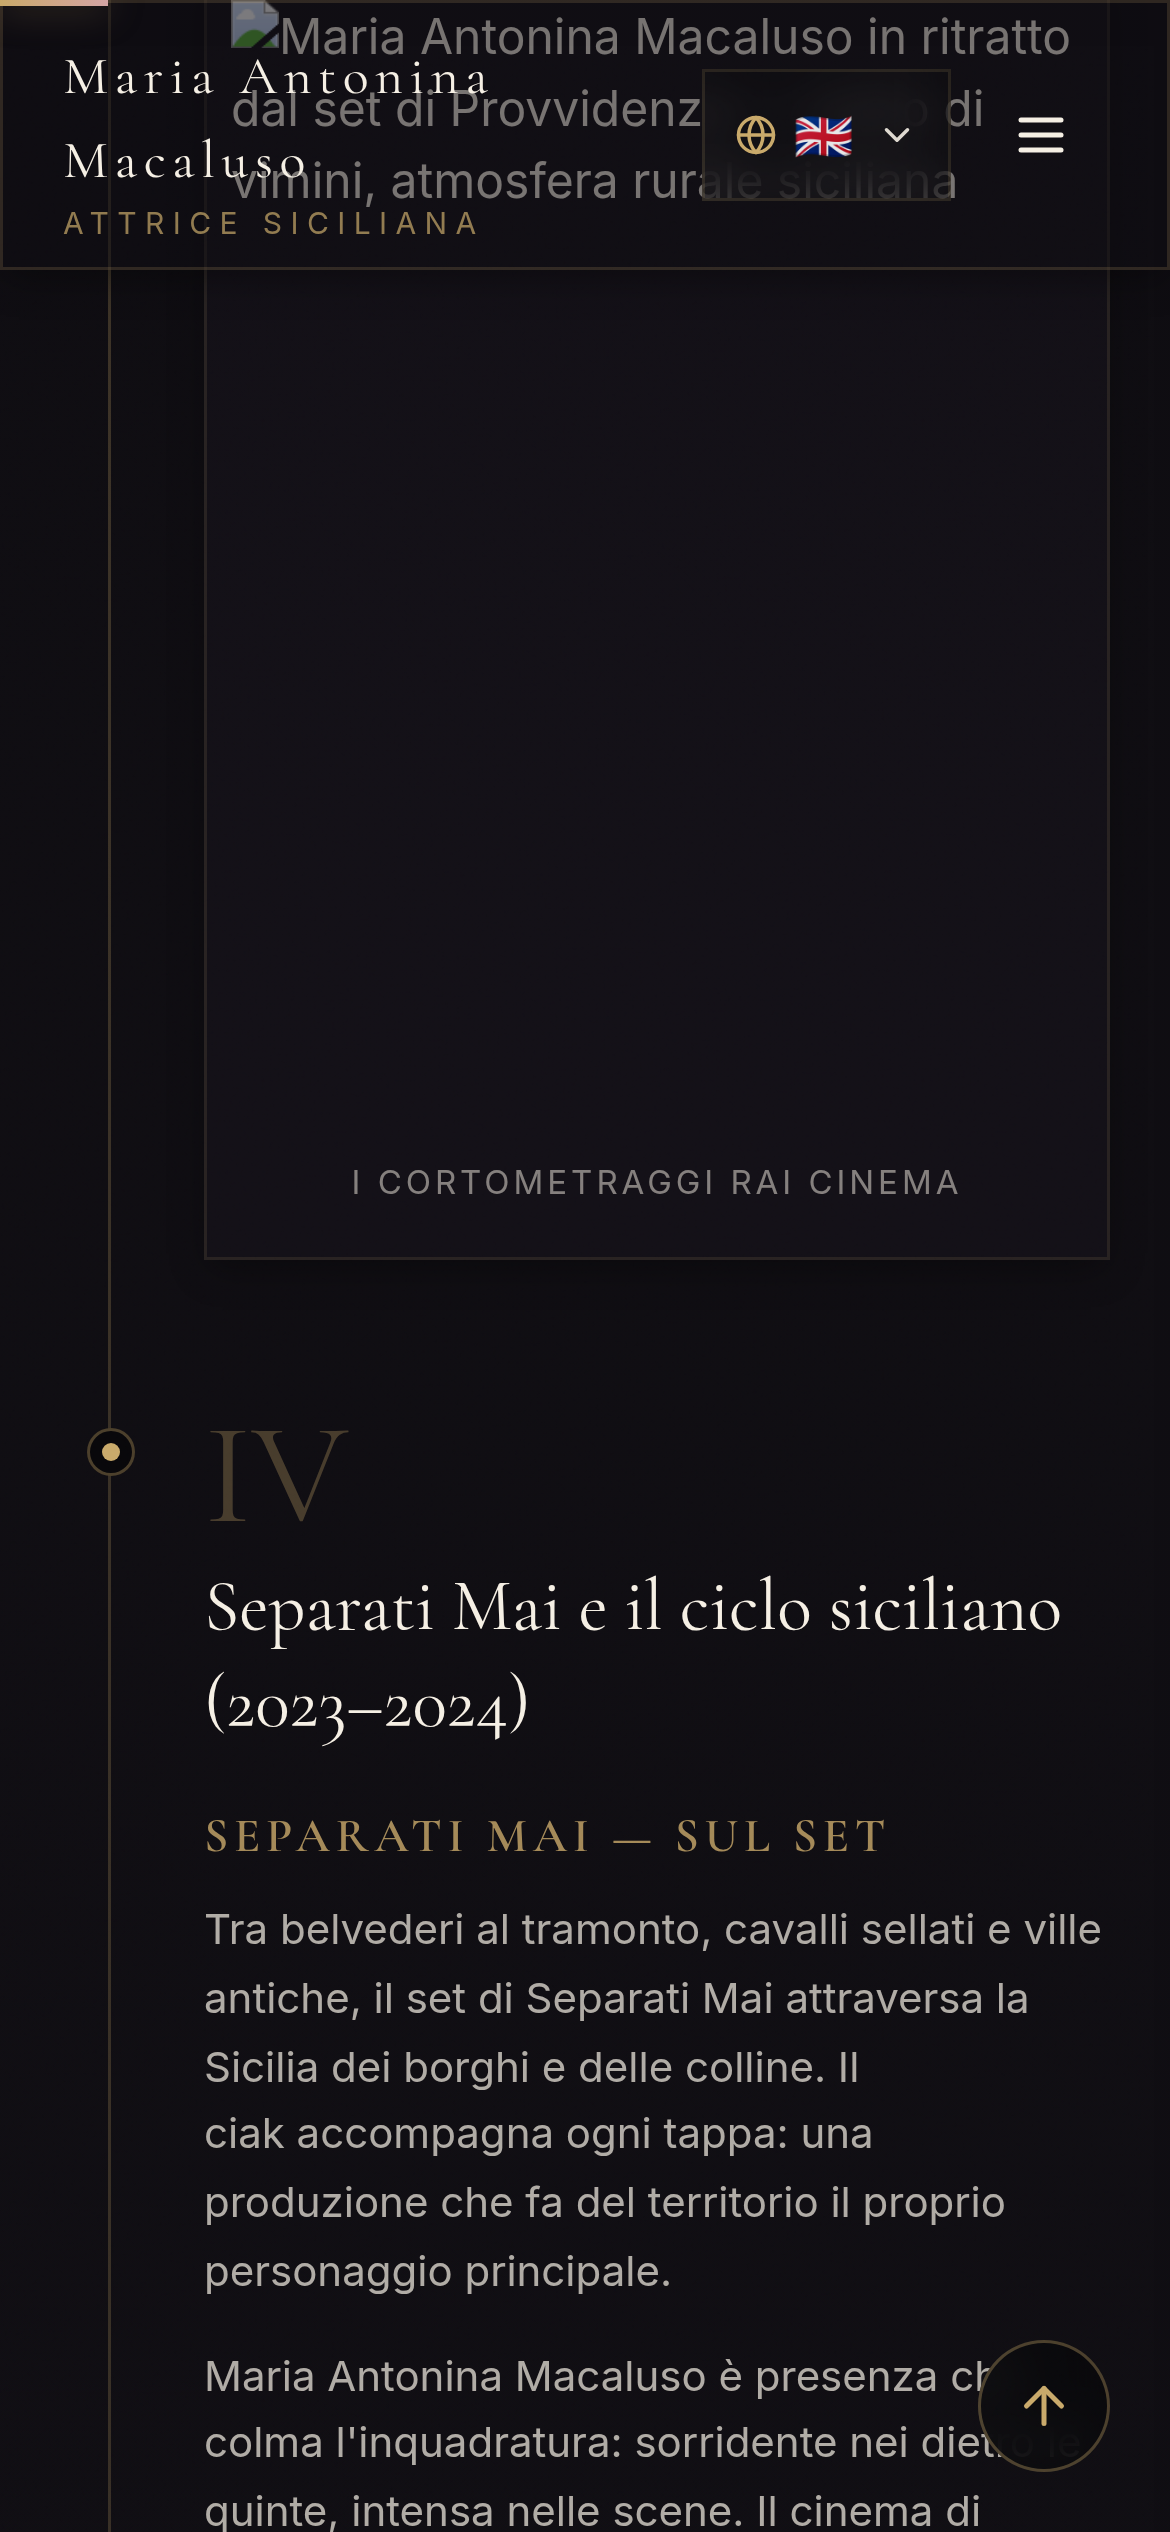 Maria Antonina Macaluso in ritratto
dal set di Provvidenz di
vimini, atmosfera rurale siciliana
Maria Antonina
Macaluso
ATTRICE SICILIANA
I CORTOMETRAGGI RAI CINEMA
IV
Separati Mai e il ciclo siciliano
(2023–2024)
SEPARATI MAI — SUL SET
Tra belvederi al tramonto, cavalli sellati e ville
antiche, il set di Separati Mai attraversa la
Sicilia dei borghi e delle colline. Il
ciak accompagna ogni tappa: una
produzione che fa del territorio il proprio
personaggio principale.
Maria Antonina Macaluso è presenza ch
colma l'inquadratura: sorridente nei dietro le
quinte, intensa nelle scene. Il cinema di